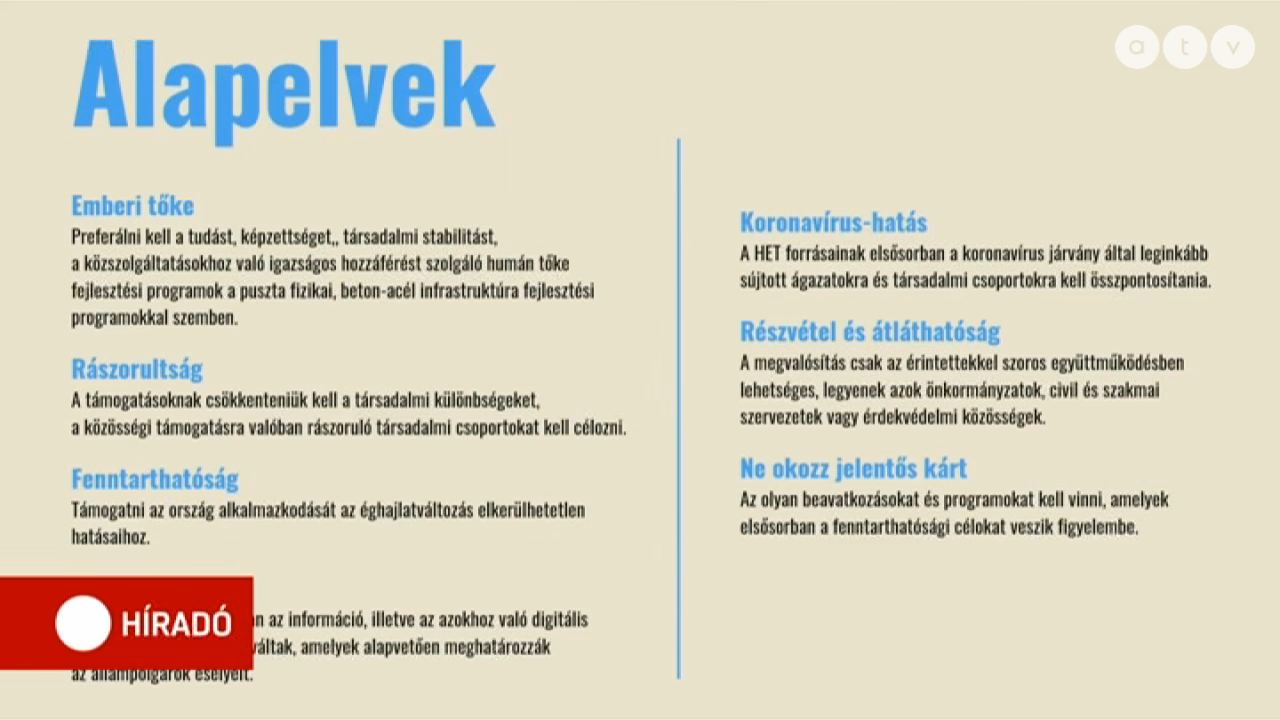 Alapelvek
a t v
Emberi tőke
Preferálni kell a tudást, képzettséget,, társadalmi stabilitást,
a közszolgáltatásokhoz való igazságos hozzáférést szolgáló humán tőke
fejlesztési programok a puszta fizikai, beton-acél infrastruktúra fejlesztési
programokkal szemben.
Rászorultság
A támogatásoknak csökkenteniük kell a társadalmi különbségeket,
a közösségi támogatásra valóban rászoruló társadalmi csoportokat kell célozni.
Fenntarthatóság
Támogatni az ország alkalmazkodását az éghajlatváltozás elkerülhetetlen
hatásaihoz.
az információ, illetve az azokhoz való digitális
váltak, amelyek alapvetően meghatározzák
az állampolgárok esélyeit.
HÍRADÓ
Koronavírus-hatás
A HET forrásainak elsősorban a koronavírus járvány által leginkább
sújtott ágazatokra és társadalmi csoportokra kell összpontosítania.
Részvétel és átláthatóság
A megvalósítás csak az érintettekkel szoros együttműködésben
lehetséges, legyenek azok önkormányzatok, civil és szakmai
szervezetek vagy érdekvédelmi közösségek.
Ne okozz jelentős kárt
Az olyan beavatkozásokat és programokat kell vinni, amelyek
elsősorban a fenntarthatósági célokat veszik figyelembe.